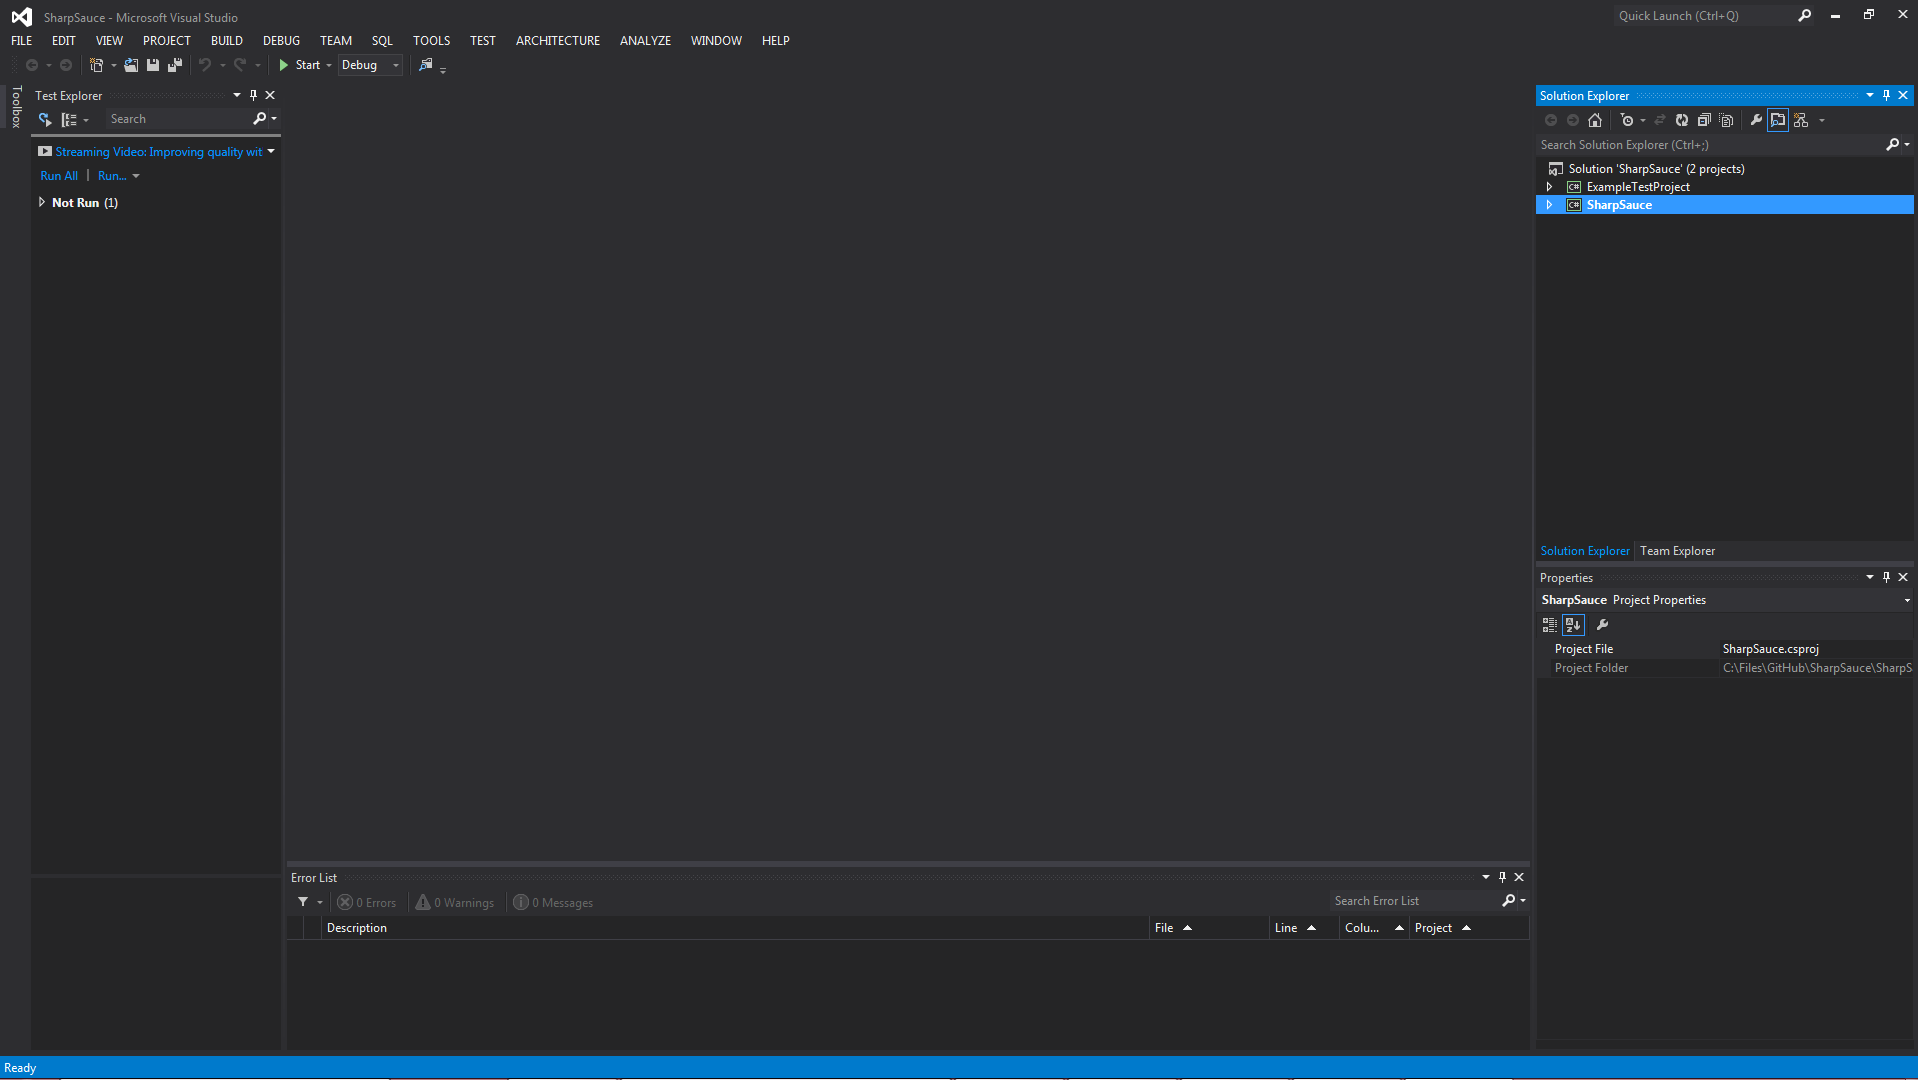 SharpSauce - Microsoft Visual Studio
Quick Launch (Ctrl+Q)
FILE EDIT VIEW PROJECT BUILD DEBUG TEAM SQL TOOLS TEST ARCHITECTURE ANALYZE WINDOW HELP
Start Debug
Toolbox
Test Explorer
Search
Streaming Video: Improving quality wit
Run All | Run...
Not Run (1)
Solution Explorer
Search Solution Explorer (Ctrl+;)
Solution 'SharpSauce' (2 projects)
C# ExampleTestProject
C# SharpSauce
Solution Explorer Team Explorer
Properties
SharpSauce Project Properties
Project File SharpSauce.csproj
Project Folder C:\Files\GitHub\SharpSauce\SharpS
Error List
0 Errors 0 Warnings 0 Messages
Search Error List
Description File Line Colu... Project
Ready